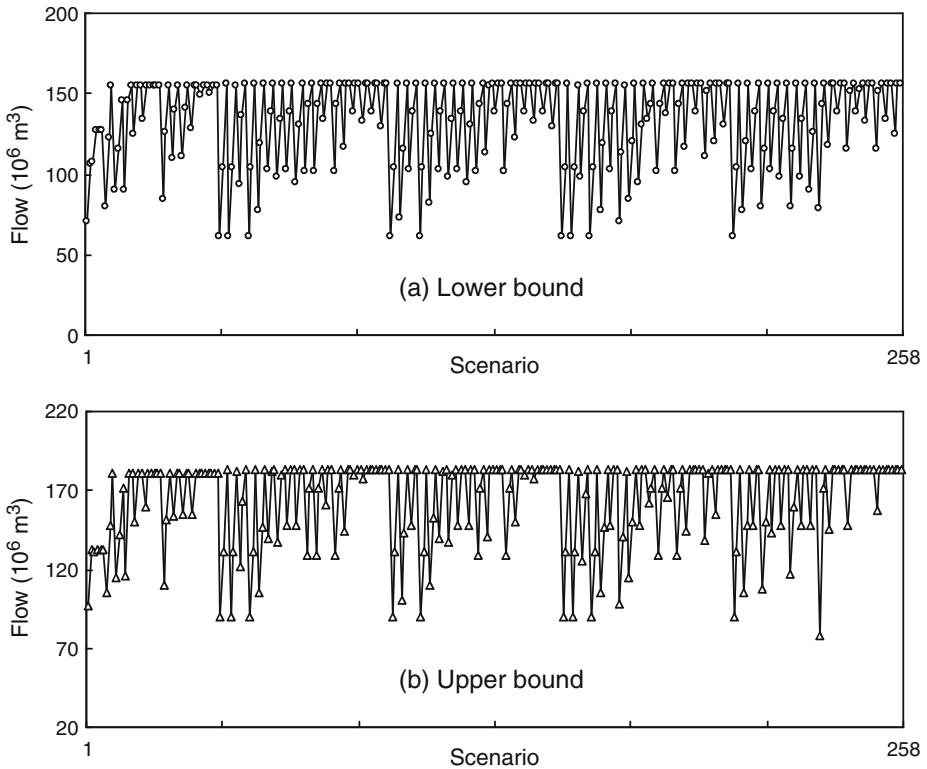 200
150
100
50
0
Flow (10⁶ m³)
(a) Lower bound
1
Scenario
258
220
170
120
70
20
Flow (10⁶ m³)
(b) Upper bound
1
Scenario
258